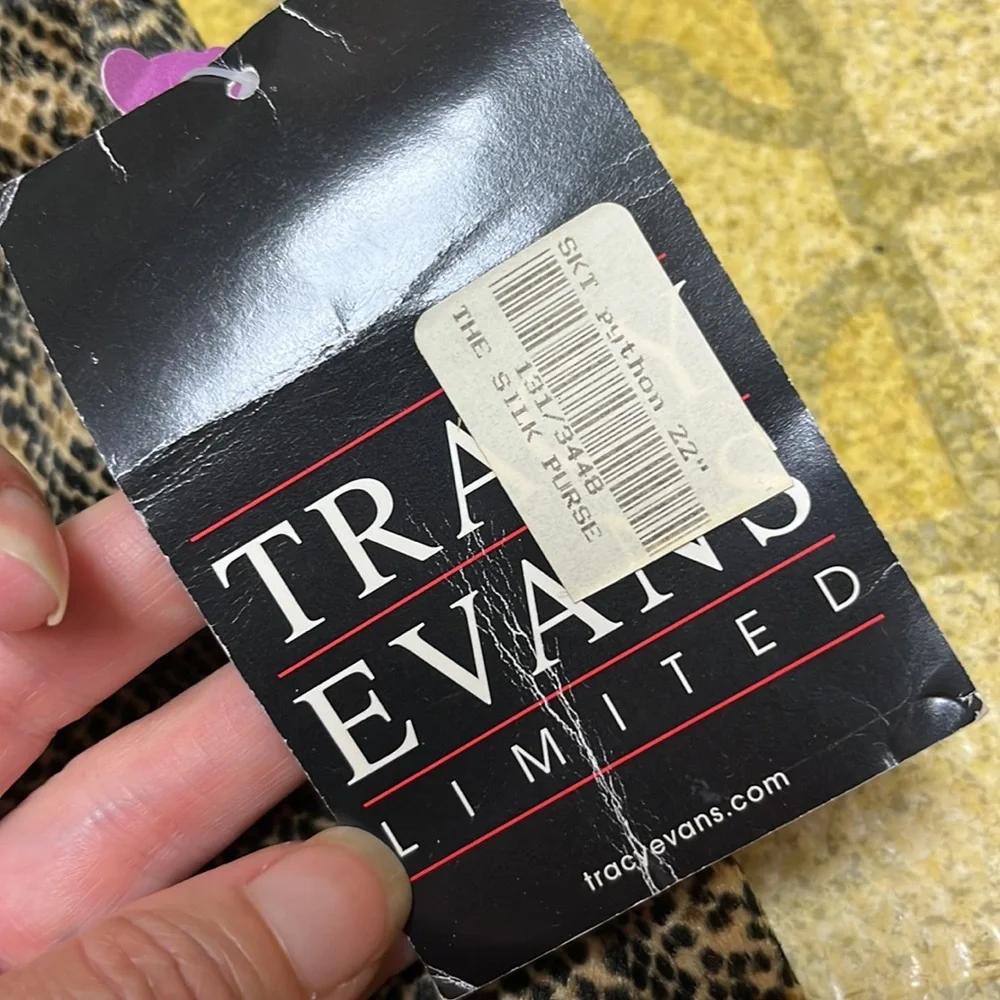 SKT Python 22"
131/3448
THE SILK PURSE
TRA
EVANS
LIMITED
tracyevans.com